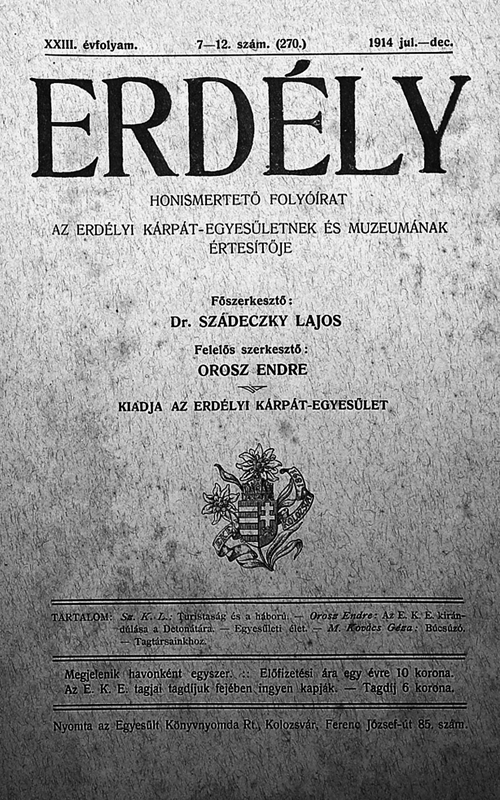 XXIII. évfolyam. 7—12. szám. (270.) 1914 jul.—dec.
ERDÉLY
HONISMERTETŐ FOLYÓÍRAT
AZ ERDÉLYI KÁRPÁT-EGYESÜLETNEK ÉS MUZEUMÁNAK
ÉRTESÍTŐJE
Főszerkesztő:
Dr. SZÁDECZKY LAJOS
Felelős szerkesztő:
OROSZ ENDRE
KIADJA AZ ERDÉLYI KÁRPÁT-EGYESÜLET
TARTALOM: Sz. K. L.: Turistaság és a háború. — Orosz Endre: Az E. K. E. kirán-
dulása a Detonátára. — Egyesületi élet. — M. Kovács Géza: Búcsúzó.
— Tagtársainkhoz.
Megjelenik havonként egyszer. .:: Előfizetési ára egy évre 10 korona.
Az E. K. E. tagjai tagdíjuk fejében ingyen kapják. — Tagdíj 6 korona.
Nyomta az Egyesült Könyvnyomda Rt., Kolozsvár, Ferenc József-út 85. szám.